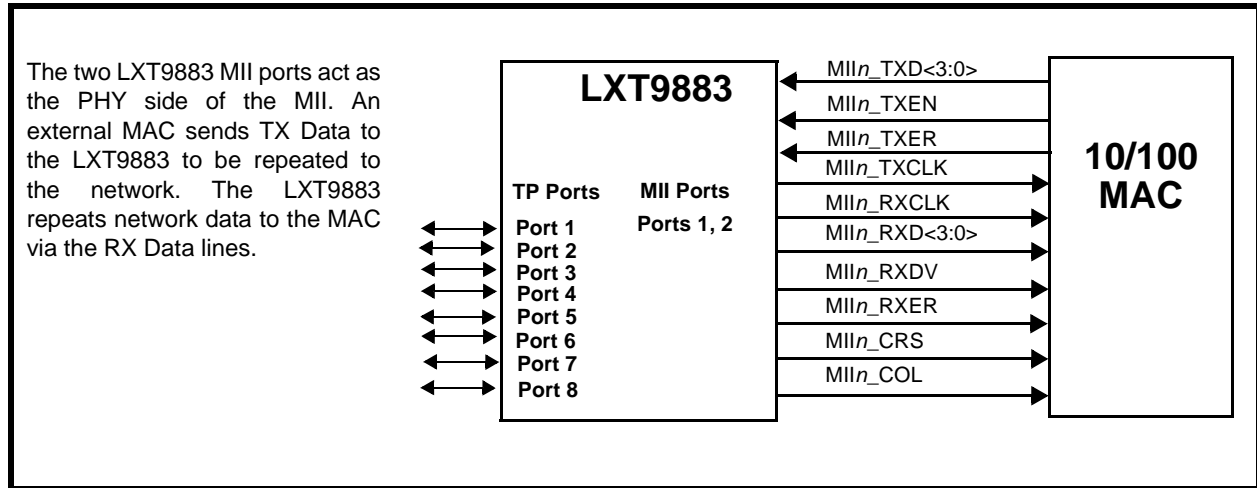 The two LXT9883 MII ports act as
the PHY side of the MII. An
external MAC sends TX Data to
the LXT9883 to be repeated to
the network. The LXT9883
repeats network data to the MAC
via the RX Data lines.
LXT9883
TP Ports
MII Ports
Ports 1, 2
Port 1
Port 2
Port 3
Port 4
Port 5
Port 6
Port 7
Port 8
MIIn_TXD<3:0>
MIIn_TXEN
MIIn_TXER
MIIn_TXCLK
MIIn_RXCLK
MIIn_RXD<3:0>
MIIn_RXDV
MIIn_RXER
MIIn_CRS
MIIn_COL
10/100
MAC